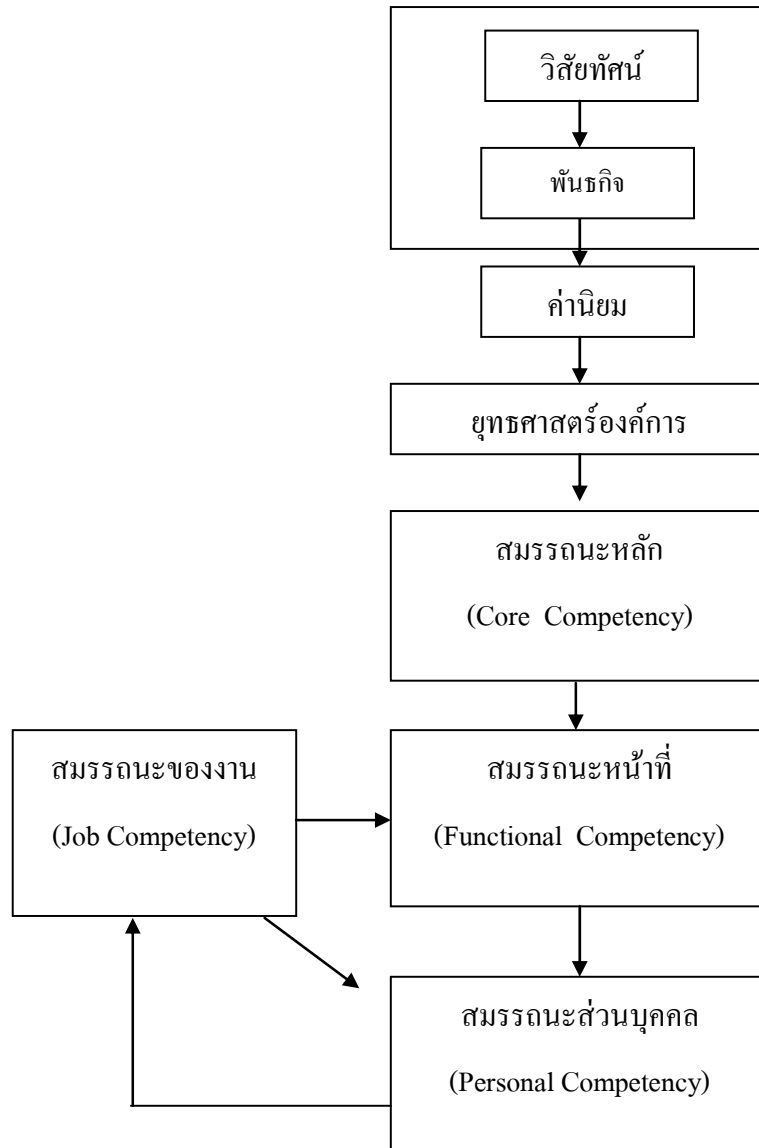 วิสัยทัศน์
พันธกิจ
ค่านิยม
ยุทธศาสตร์องค์การ
สมรรถนะหลัก
(Core Competency)
สมรรถนะของงาน
(Job Competency)
สมรรถนะหน้าที่
(Functional Competency)
สมรรถนะส่วนบุคคล
(Personal Competency)